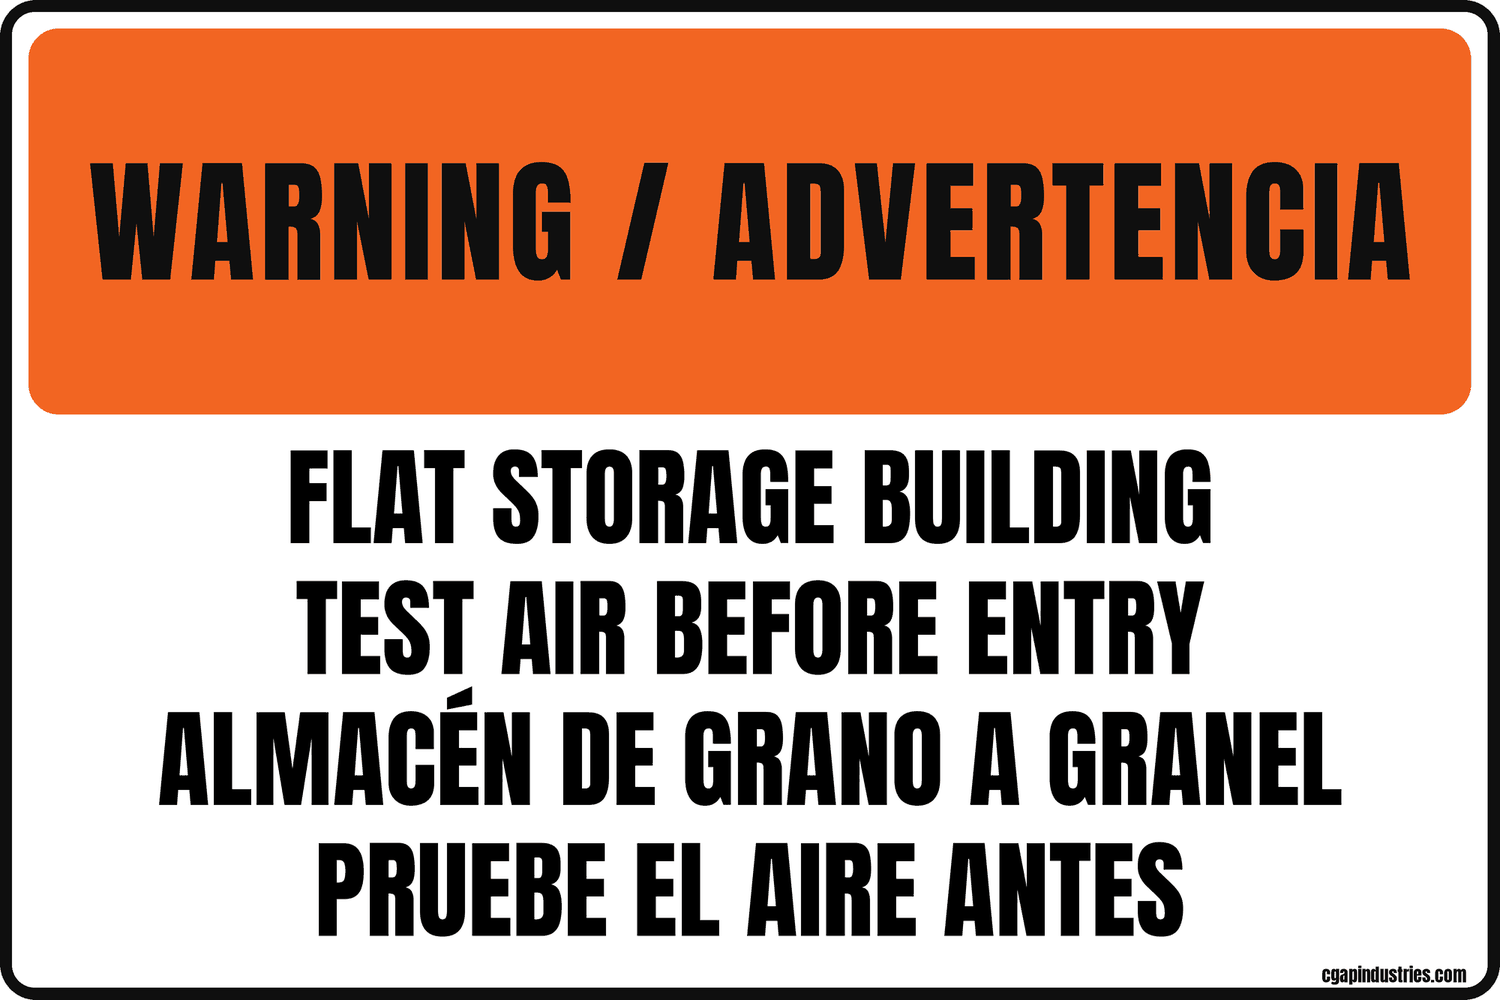 WARNING / ADVERTENCIA
FLAT STORAGE BUILDING
TEST AIR BEFORE ENTRY
ALMACÉN DE GRANO A GRANEL
PRUEBE EL AIRE ANTES
cgapindustries.com